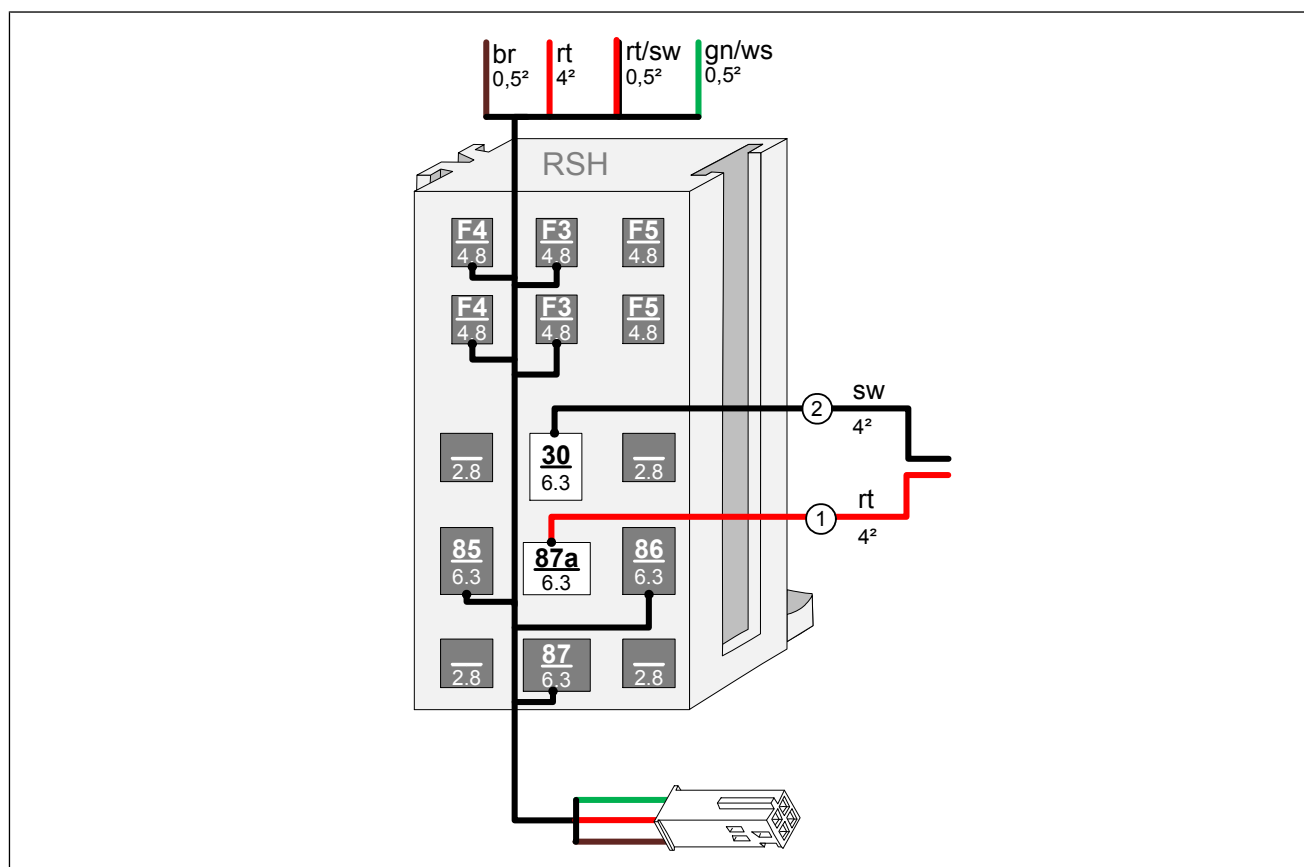 br rt rt/sw gn/ws
0,5² 4² 0,5² 0,5²
RSH
F4 F3 F5
4.8 4.8 4.8
F4 F3 F5
4.8 4.8 4.8
2 sw
4²
30
2.8 6.3 2.8
1 rt
4²
85 87a 86
6.3 6.3 6.3
87
2.8 6.3 2.8